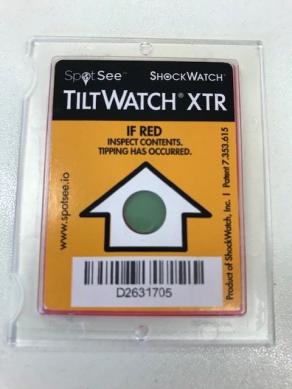 SpotSee™ SHOCKWATCH®
TILTWATCH® XTR
IF RED
INSPECT CONTENTS.
TIPPING HAS OCCURRED.
www.spotsee.io
Product of ShockWatch, Inc. | Patent 7,353,615
D2631705